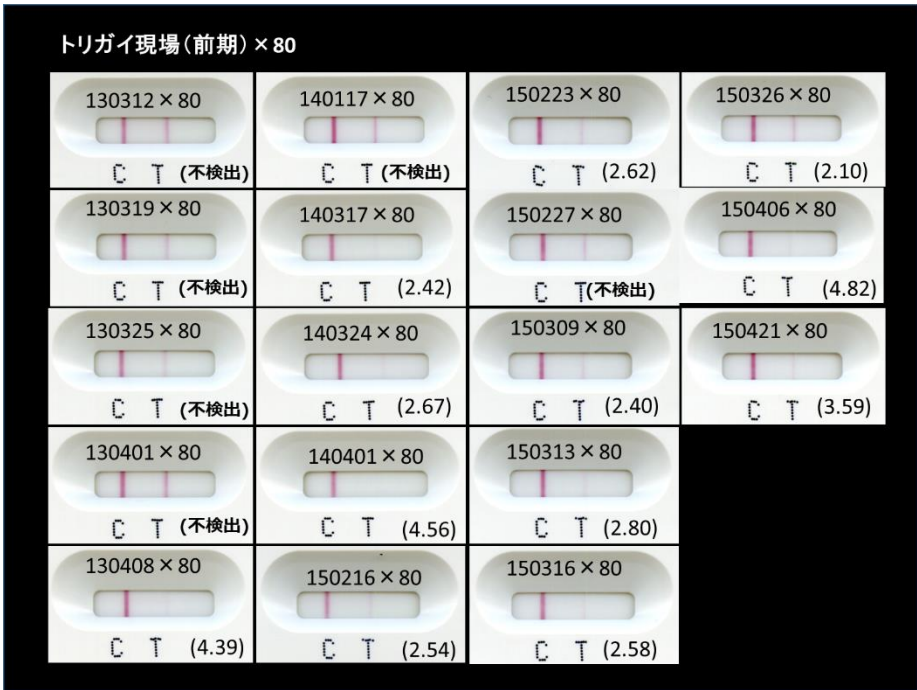 トリガイ現場（前期）×80
130312×80
C T (不検出)
140117×80
C T (不検出)
150223×80
C T (2.62)
150326×80
C T (2.10)
130319×80
C T (不検出)
140317×80
C T (2.42)
150227×80
C T (不検出)
150406×80
C T (4.82)
130325×80
C T (不検出)
140324×80
C T (2.67)
150309×80
C T (2.40)
150421×80
C T (3.59)
130401×80
C T (不検出)
140401×80
C T (4.56)
150313×80
C T (2.80)
130408×80
C T (4.39)
150216×80
C T (2.54)
150316×80
C T (2.58)